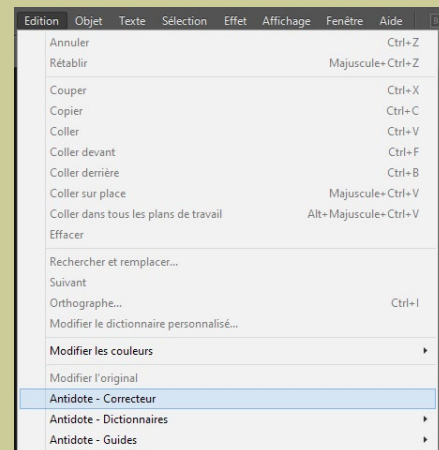 Edition Objet Texte Sélection Effet Affichage Fenêtre Aide
Annuler Ctrl+Z
Rétablir Majuscule+Ctrl+Z
Couper Ctrl+X
Copier Ctrl+C
Coller Ctrl+V
Coller devant Ctrl+F
Coller derrière Ctrl+B
Coller sur place Majuscule+Ctrl+V
Coller dans tous les plans de travail Alt+Majuscule+Ctrl+V
Effacer
Rechercher et remplacer...
Suivant
Orthographe... Ctrl+I
Modifier le dictionnaire personnalisé...
Modifier les couleurs
Modifier l'original
Antidote - Correcteur
Antidote - Dictionnaires
Antidote - Guides